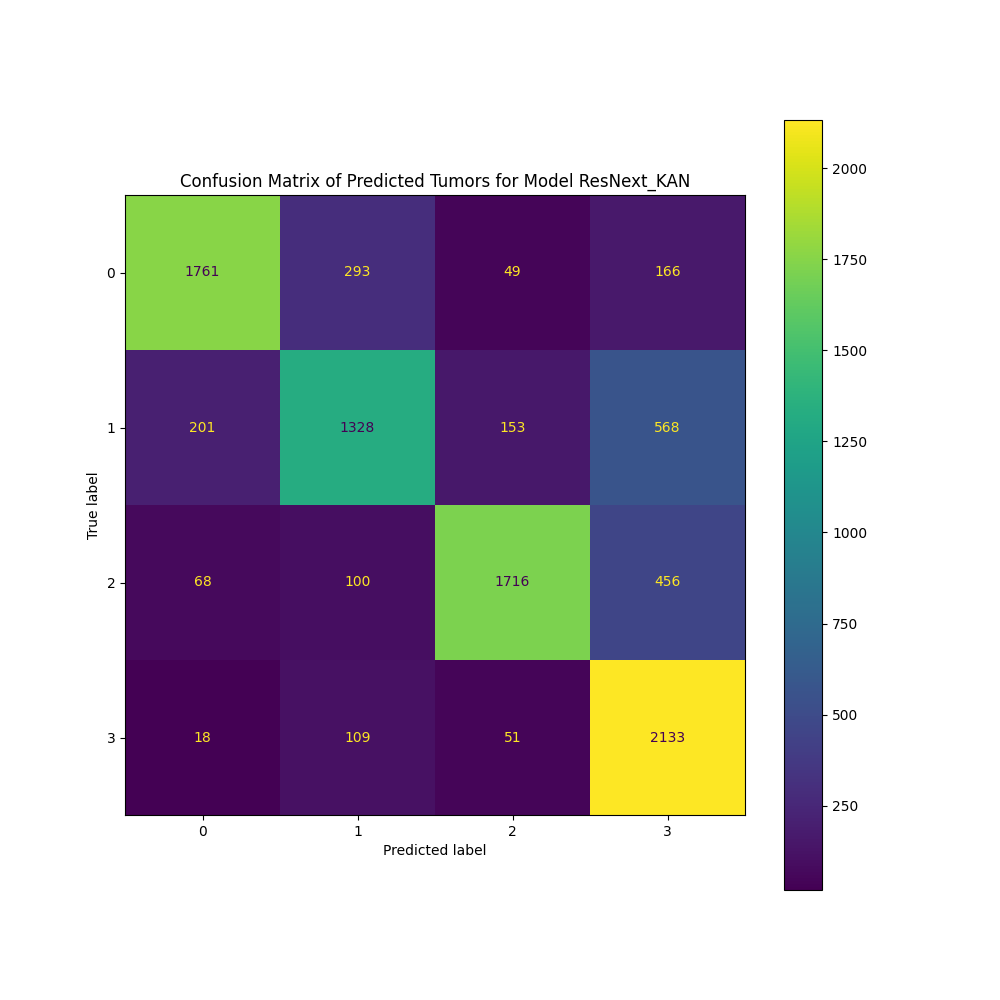 Confusion Matrix of Predicted Tumors for Model ResNext_KAN
True label
0
1761 293 49 166
1
201 1328 153 568
2
68 100 1716 456
3
18 109 51 2133
0 1 2 3
Predicted label
2000
1750
1500
1250
1000
750
500
250